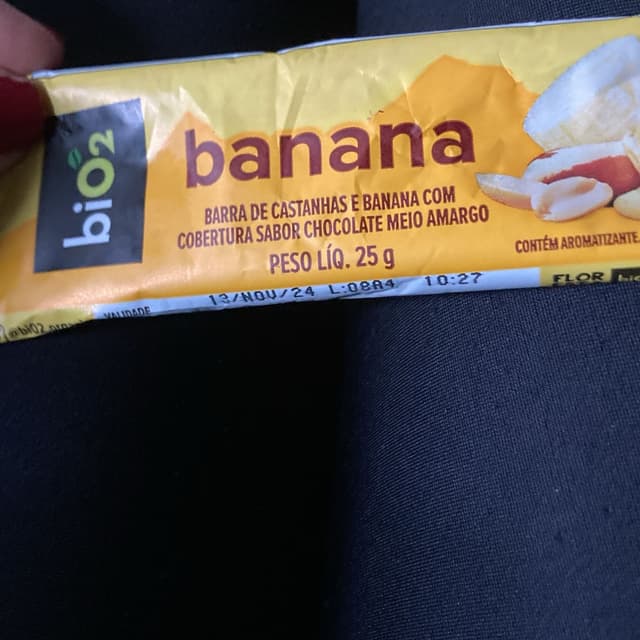 biO2
banana
BARRA DE CASTANHAS E BANANA COM
COBERTURA SABOR CHOCOLATE MEIO AMARGO
PESO LÍQ. 25 g
CONTÉM AROMATIZANTE
VALIDADE
13/NOV/24 L:08A4 10:27
FLOR